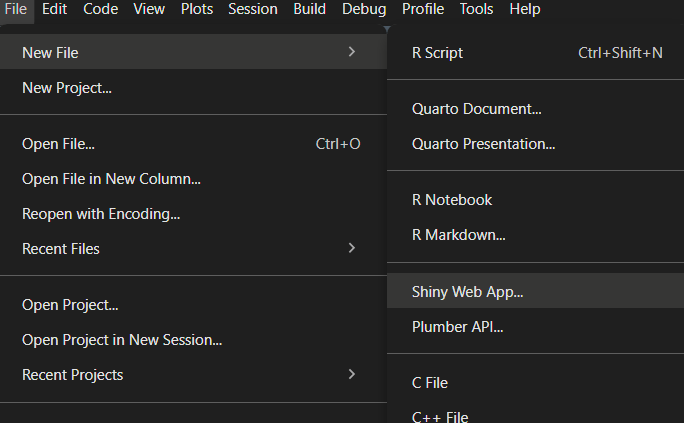 File Edit Code View Plots Session Build Debug Profile Tools Help
New File
New Project...
Open File... Ctrl+O
Open File in New Column...
Reopen with Encoding...
Recent Files
Open Project...
Open Project in New Session...
Recent Projects
R Script Ctrl+Shift+N
Quarto Document...
Quarto Presentation...
R Notebook
R Markdown...
Shiny Web App...
Plumber API...
C File
C++ File